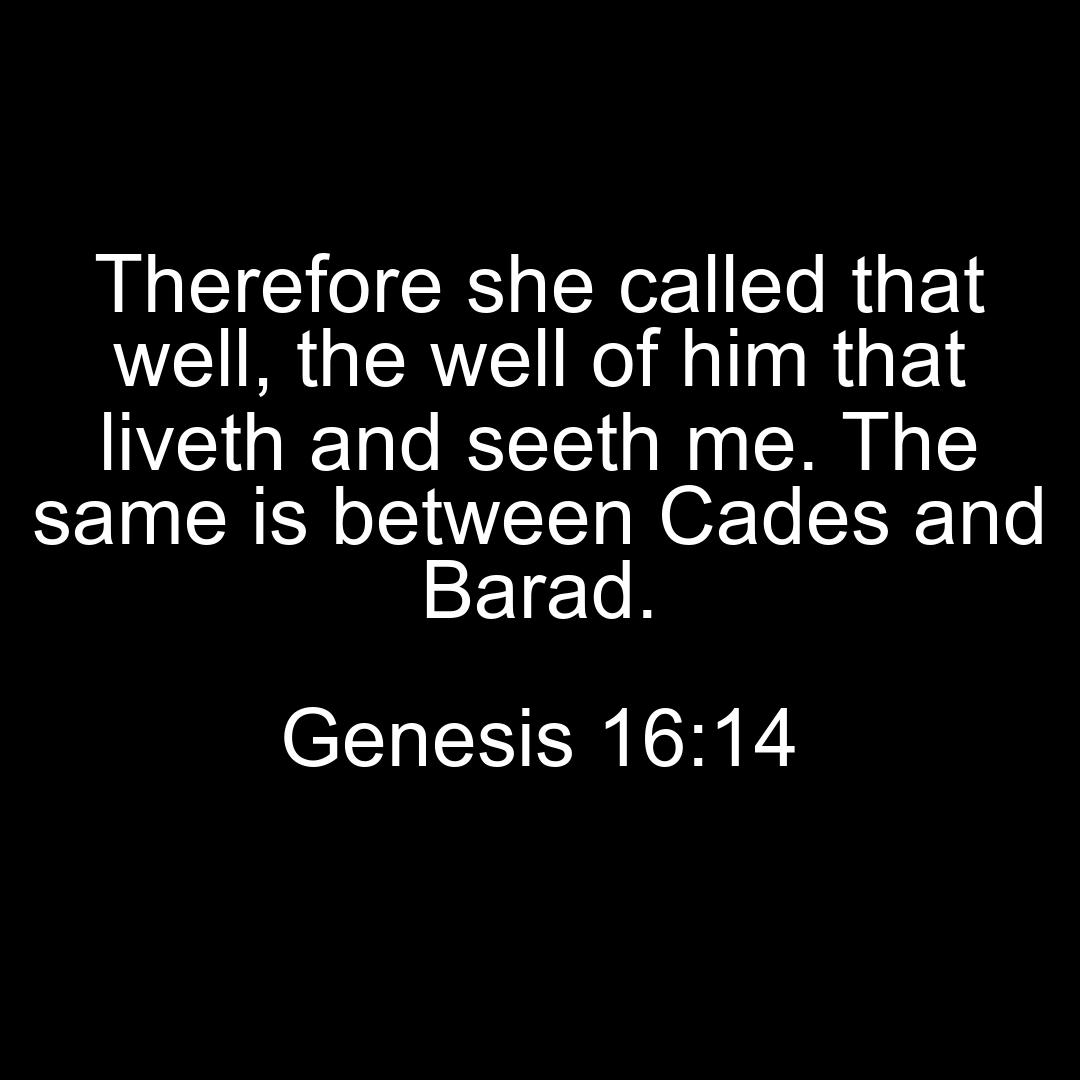 Therefore she called that
well, the well of him that
liveth and seeth me. The
same is between Cades and
Barad.
Genesis 16:14